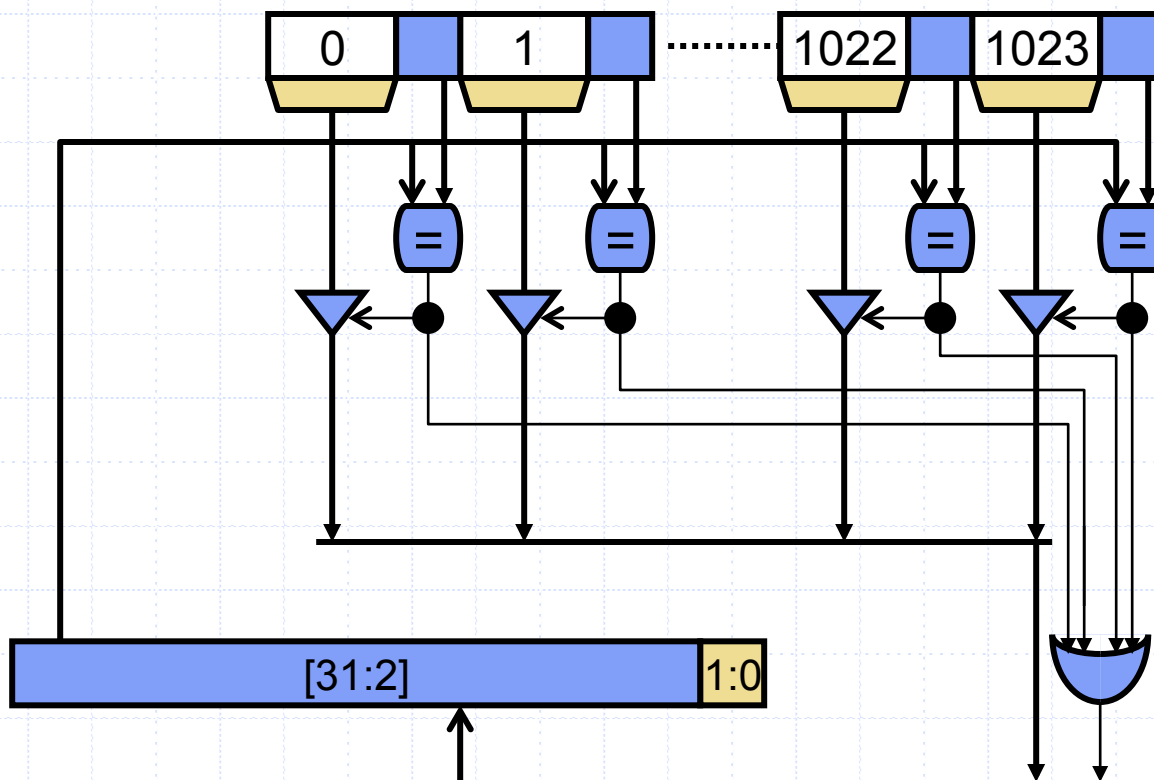 0 1 1022 1023
= = = =
[31:2] 1:0